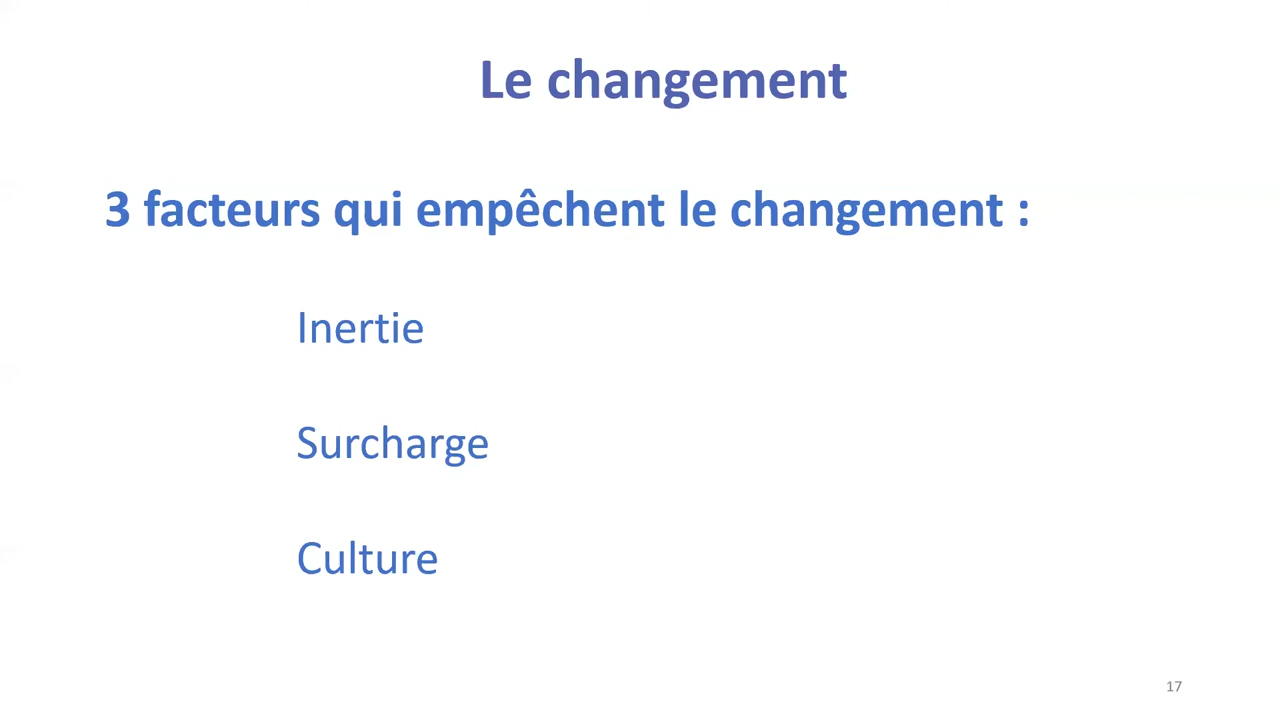 Le changement
3 facteurs qui empêchent le changement :
Inertie
Surcharge
Culture
17